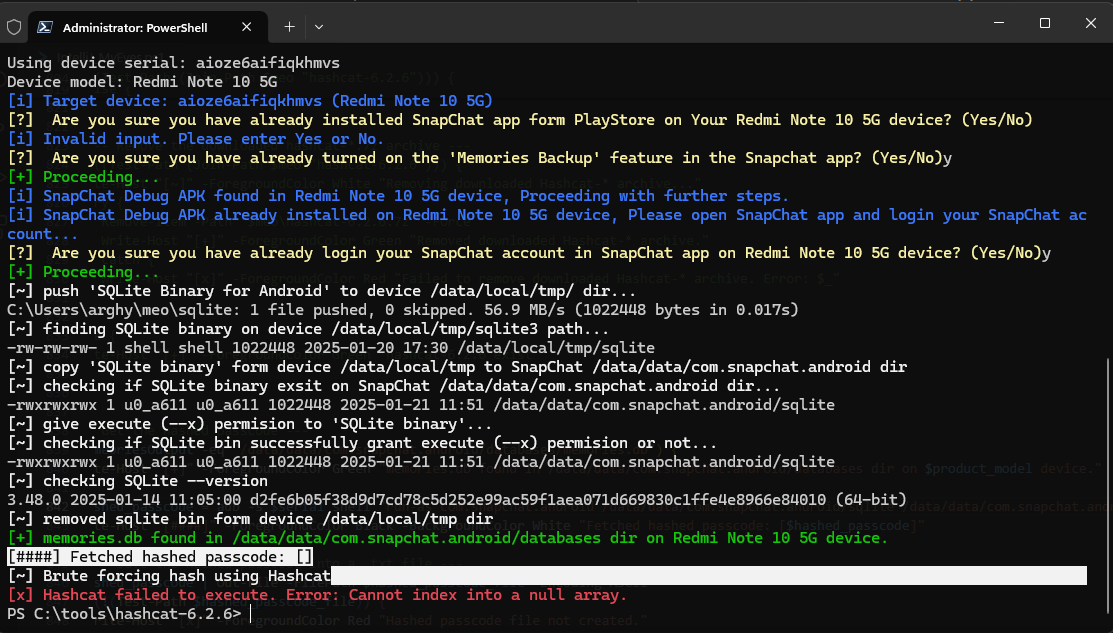 Administrator: PowerShell
Using device serial: aioze6aifiqkhmvs
Device model: Redmi Note 10 5G
[i] Target device: aioze6aifiqkhmvs (Redmi Note 10 5G)
[?]  Are you sure you have already installed SnapChat app form PlayStore on Your Redmi Note 10 5G device? (Yes/No)
[i] Invalid input. Please enter Yes or No.
[?]  Are you sure you have already turned on the 'Memories Backup' feature in the Snapchat app? (Yes/No)y
[+] Proceeding...
[i] SnapChat Debug APK found in Redmi Note 10 5G device, Proceeding with further steps.
[i] SnapChat Debug APK already installed on Redmi Note 10 5G device, Please open SnapChat app and login your SnapChat ac
count...
[?]  Are you sure you have already login your SnapChat account in SnapChat app on Redmi Note 10 5G device? (Yes/No)y
[+] Proceeding...
[~] push 'SQLite Binary for Android' to device /data/local/tmp/ dir...
C:\Users\arghy\meo\sqlite: 1 file pushed, 0 skipped. 56.9 MB/s (1022448 bytes in 0.017s)
[~] finding SQLite binary on device /data/local/tmp/sqlite3 path...
-rw-rw-rw- 1 shell shell 1022448 2025-01-20 17:30 /data/local/tmp/sqlite
[~] copy 'SQLite binary' form device /data/local/tmp to SnapChat /data/data/com.snapchat.android dir
[~] checking if SQLite binary exsit on SnapChat /data/data/com.snapchat.android dir...
-rwxrwxrwx 1 u0_a611 u0_a611 1022448 2025-01-21 11:51 /data/data/com.snapchat.android/sqlite
[~] give execute (--x) permision to 'SQLite binary'...
[~] checking if SQLite bin successfully grant execute (--x) permision or not...
-rwxrwxrwx 1 u0_a611 u0_a611 1022448 2025-01-21 11:51 /data/data/com.snapchat.android/sqlite
[~] checking SQLite --version
3.48.0 2025-01-14 11:05:00 d2fe6b05f38d9d7cd78c5d252e99ac59f1aea071d669830c1ffe4e8966e84010 (64-bit)
[~] removed sqlite bin form device /data/local/tmp dir
[+] memories.db found in /data/data/com.snapchat.android/databases dir on Redmi Note 10 5G device.
[####] Fetched hashed passcode: []
[~] Brute forcing hash using Hashcat
[x] Hashcat failed to execute. Error: Cannot index into a null array.
PS C:\tools\hashcat-6.2.6>